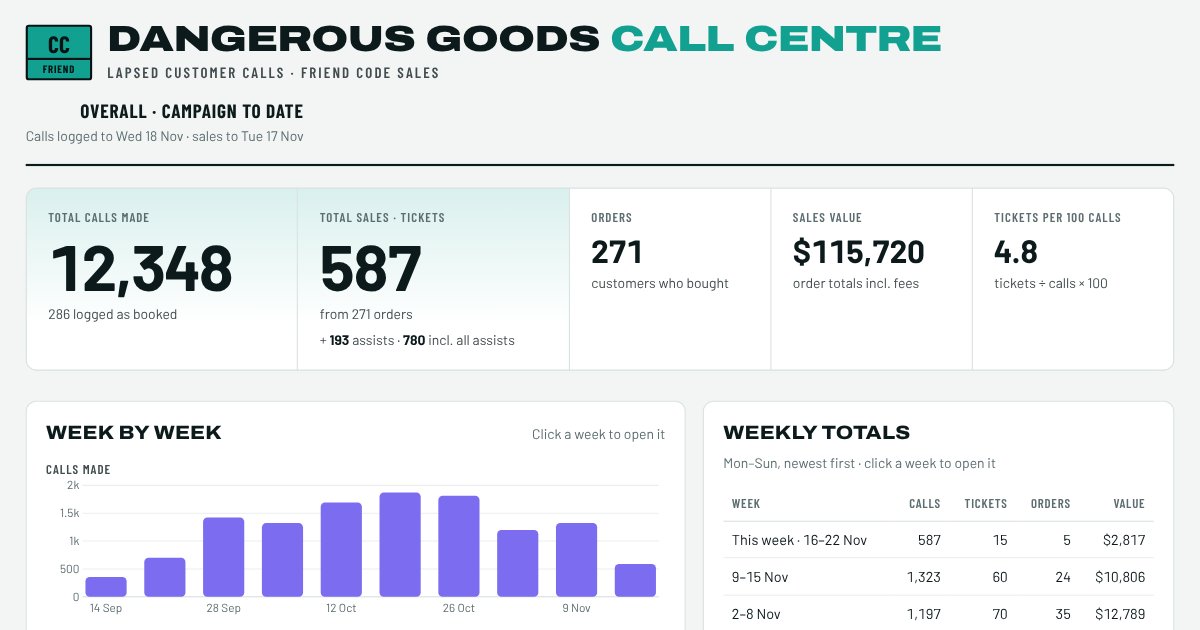 CC
FRIEND
DANGEROUS GOODS CALL CENTRE
LAPSED CUSTOMER CALLS · FRIEND CODE SALES
OVERALL · CAMPAIGN TO DATE
Calls logged to Wed 18 Nov · sales to Tue 17 Nov
TOTAL CALLS MADE
12,348
286 logged as booked
TOTAL SALES · TICKETS
587
from 271 orders
+ 193 assists · 780 incl. all assists
ORDERS
271
customers who bought
SALES VALUE
$115,720
order totals incl. fees
TICKETS PER 100 CALLS
4.8
tickets ÷ calls × 100
WEEK BY WEEK
Click a week to open it
CALLS MADE
2k
1.5k
1k
500
0
14 Sep 28 Sep 12 Oct 26 Oct 9 Nov
WEEKLY TOTALS
Mon–Sun, newest first · click a week to open it
WEEK CALLS TICKETS ORDERS VALUE
This week · 16–22 Nov 587 15 5 $2,817
9–15 Nov 1,323 60 24 $10,806
2–8 Nov 1,197 70 35 $12,789